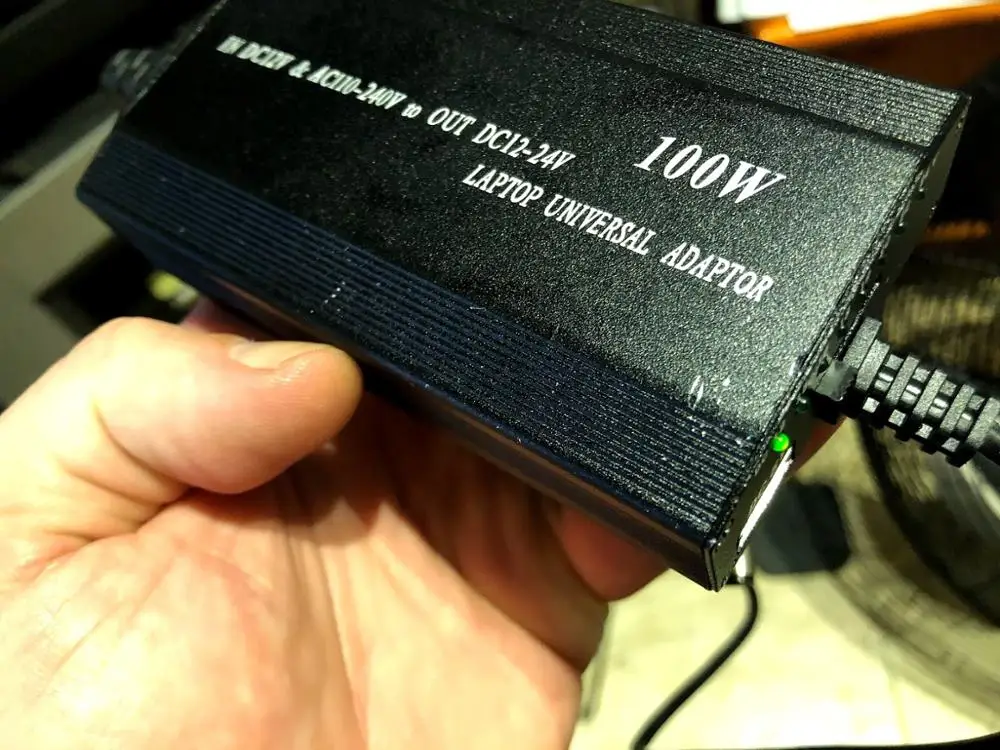 IN DC12V & AC110-240V to OUT DC12-24V
100W
LAPTOP UNIVERSAL ADAPTOR